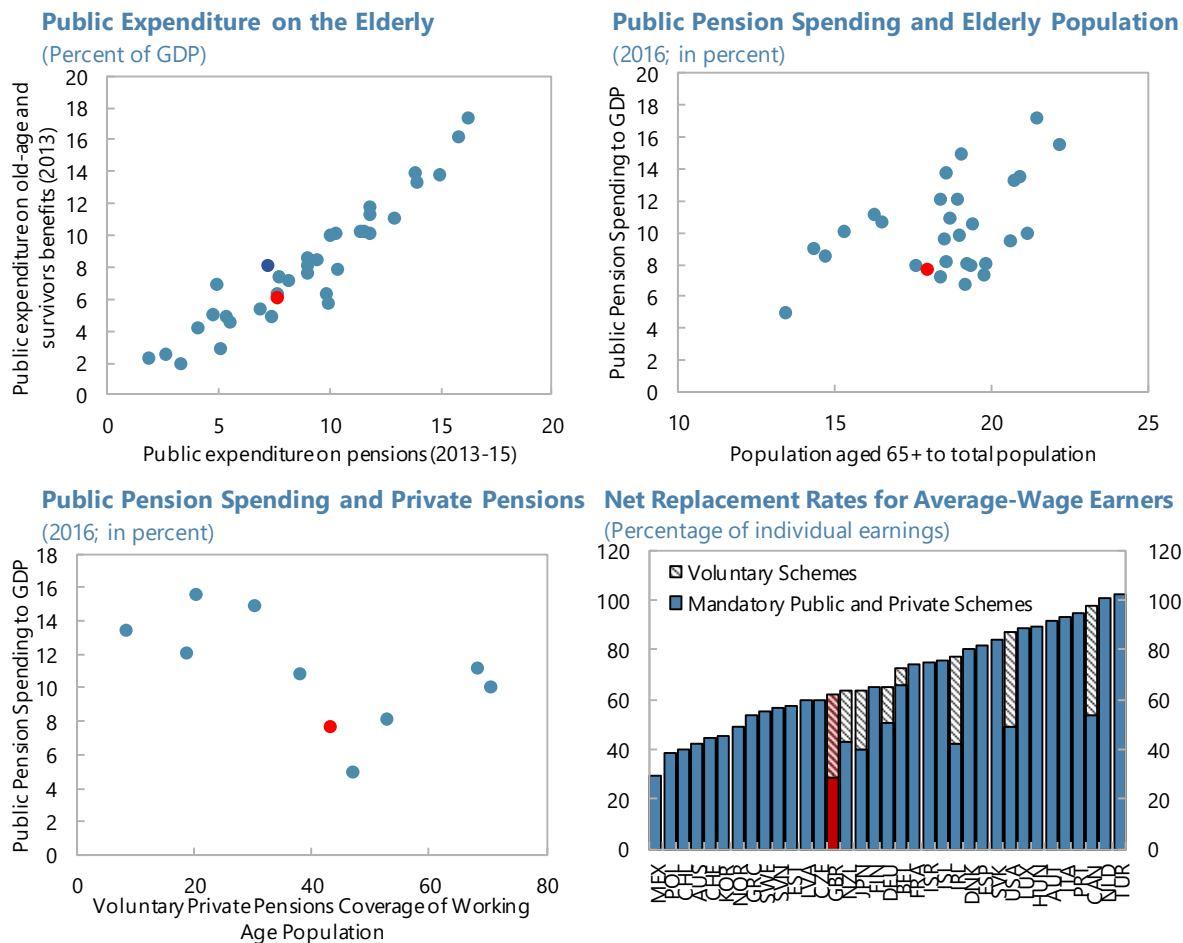 Public Expenditure on the Elderly
(Percent of GDP)
Public expenditure on old-age and
survivors benefits (2013)
20
18
16
14
12
10
8
6
4
2
0
0 5 10 15 20
Public expenditure on pensions (2013-15)
Public Pension Spending and Elderly Population
(2016; in percent)
Public Pension Spending to GDP
20
18
16
14
12
10
8
6
4
2
0
10 15 20 25
Population aged 65+ to total population
Public Pension Spending and Private Pensions
(2016; in percent)
Public Pension Spending to GDP
18
16
14
12
10
8
6
4
2
0
0 20 40 60 80
Voluntary Private Pensions Coverage of Working
Age Population
Net Replacement Rates for Average-Wage Earners
(Percentage of individual earnings)
120
100
80
60
40
20
0
Voluntary Schemes
Mandatory Public and Private Schemes
120
100
80
60
40
20
0
MEX POL CHL AUS CHE KOR NOR GRC SWE SVN EST LVA CZE GBR NZL JPN FIN DEU BEL FRA ISR ISL IRL DNK ESP SVK USA LUX HUN AUT ITA PRT CAN NLD TUR